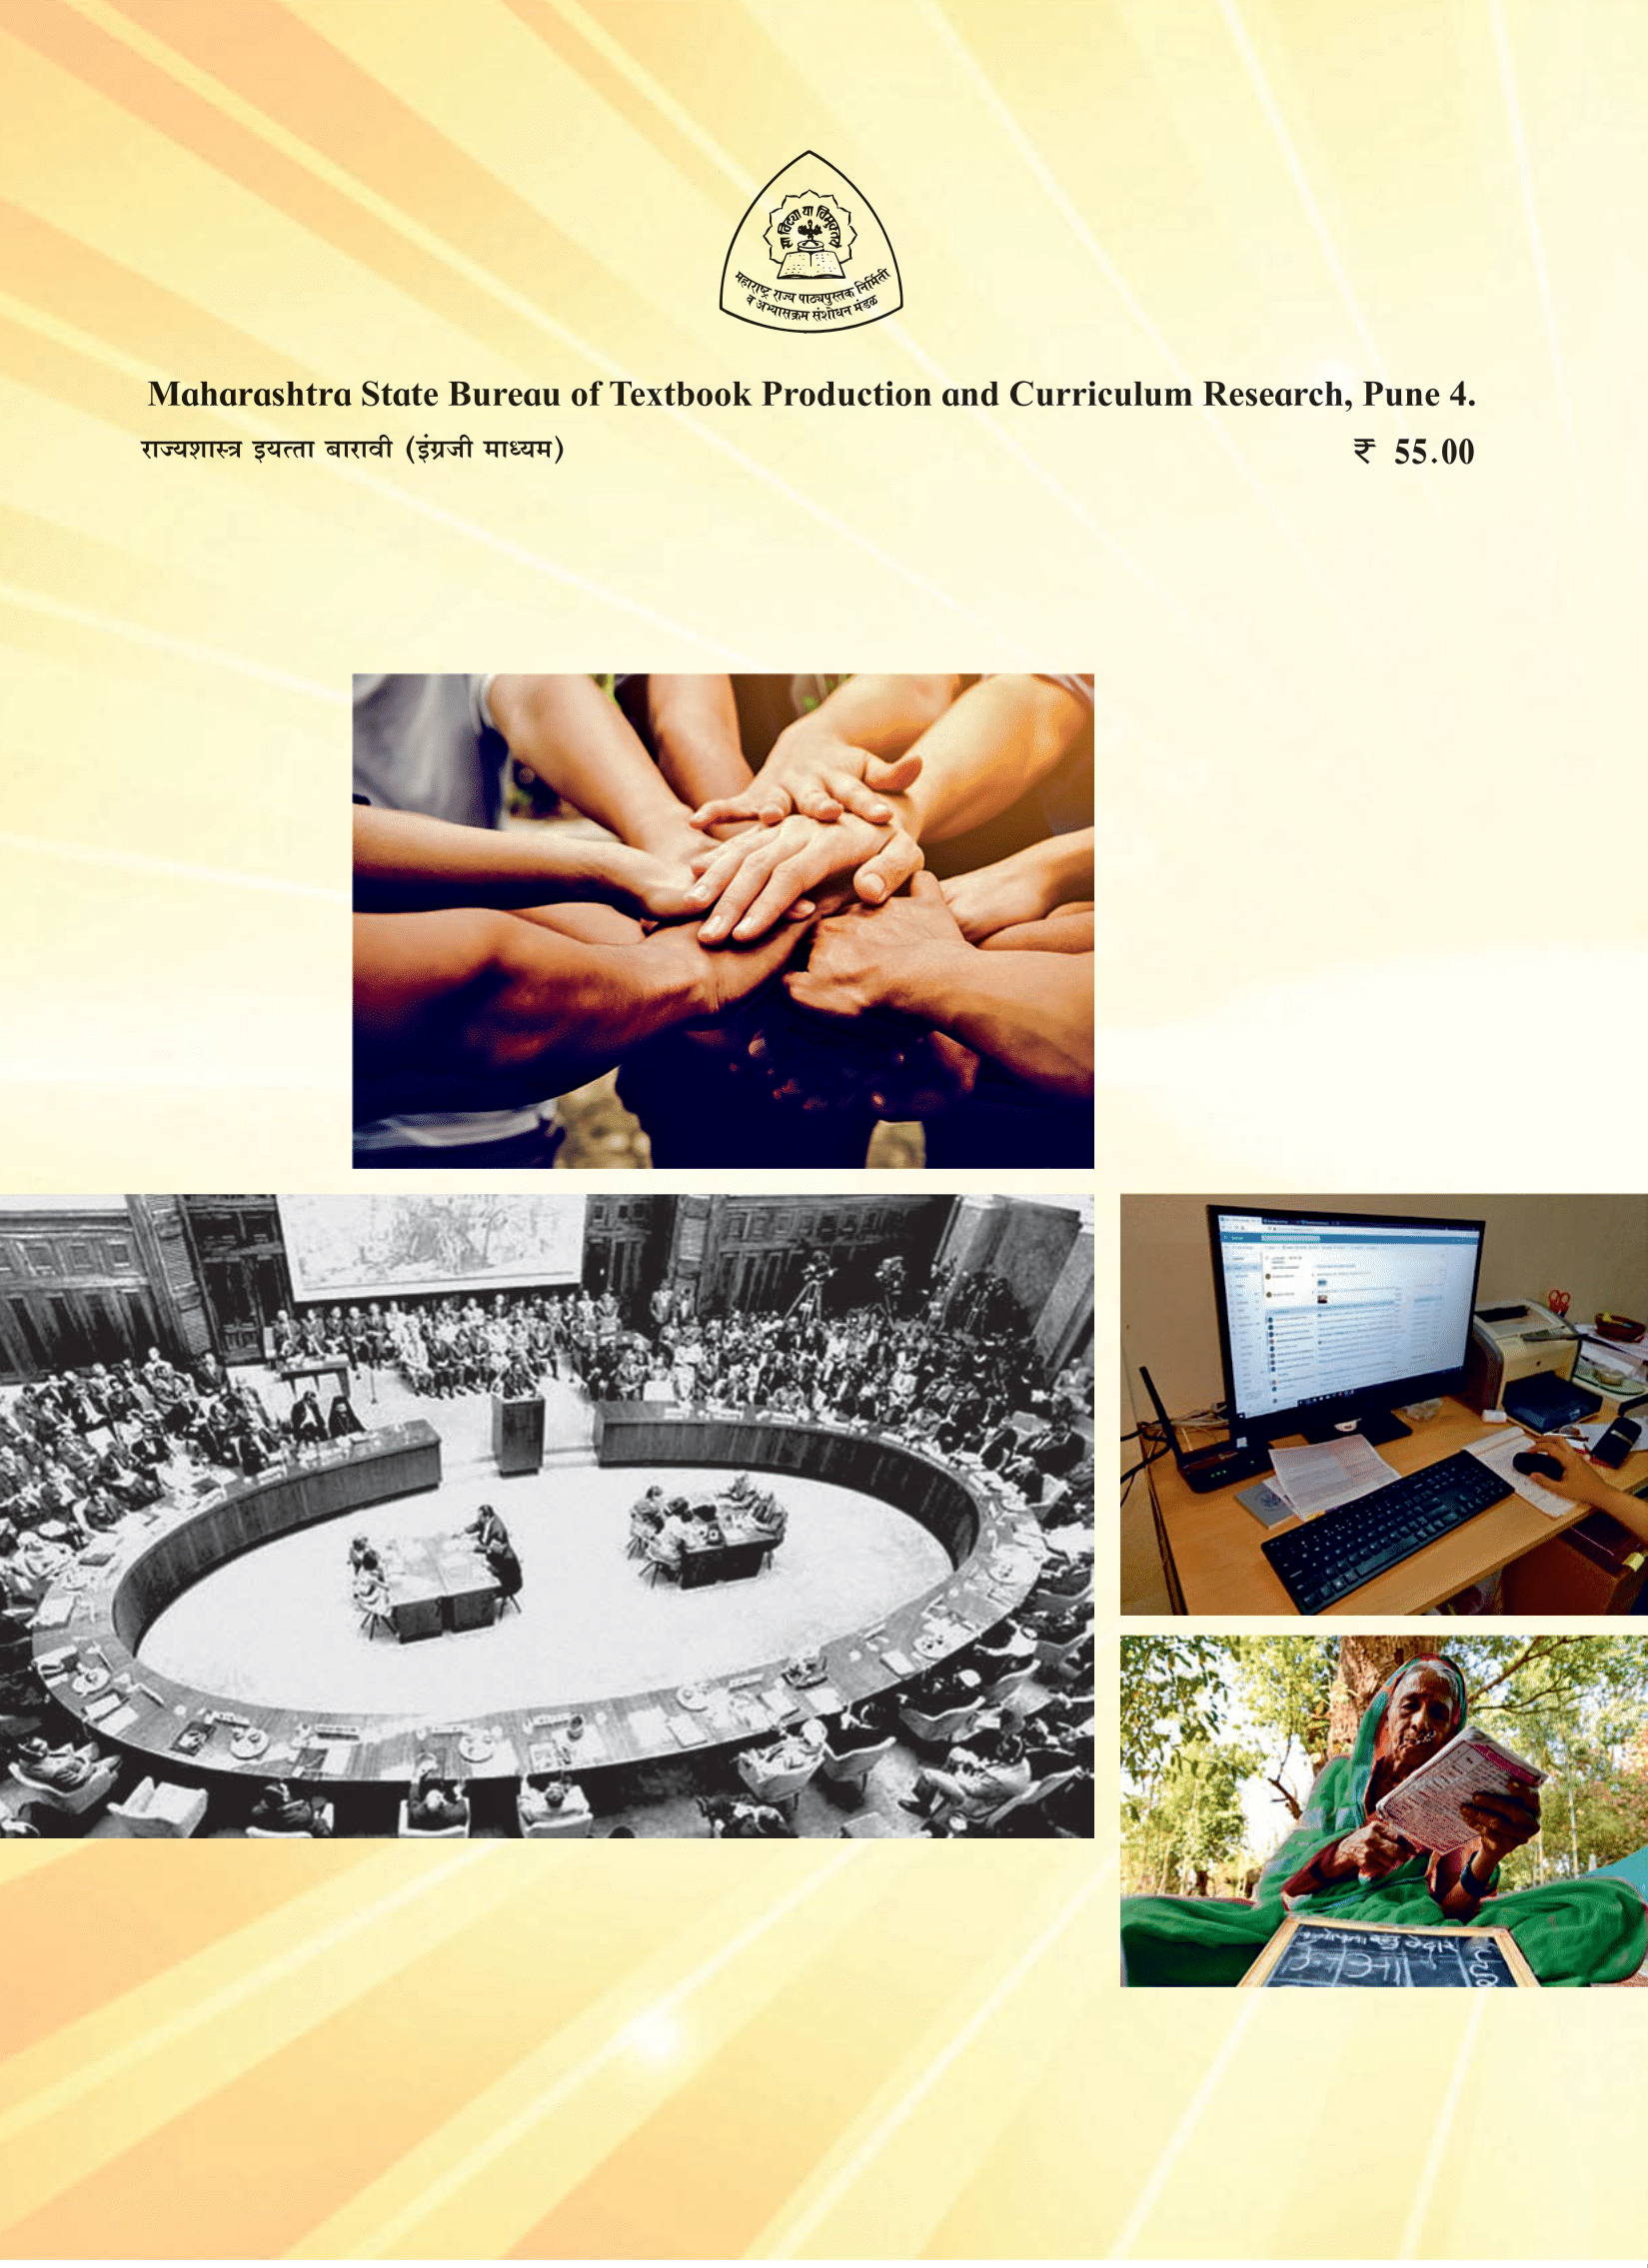 सा विद्या या विमुक्तये
महाराष्ट्र राज्य पाठ्यपुस्तक निर्मिती
व अभ्यासक्रम संशोधन मंडळ
Maharashtra State Bureau of Textbook Production and Curriculum Research, Pune 4.
राज्यशास्त्र इयत्ता बारावी (इंग्रजी माध्यम)
₹ 55.00